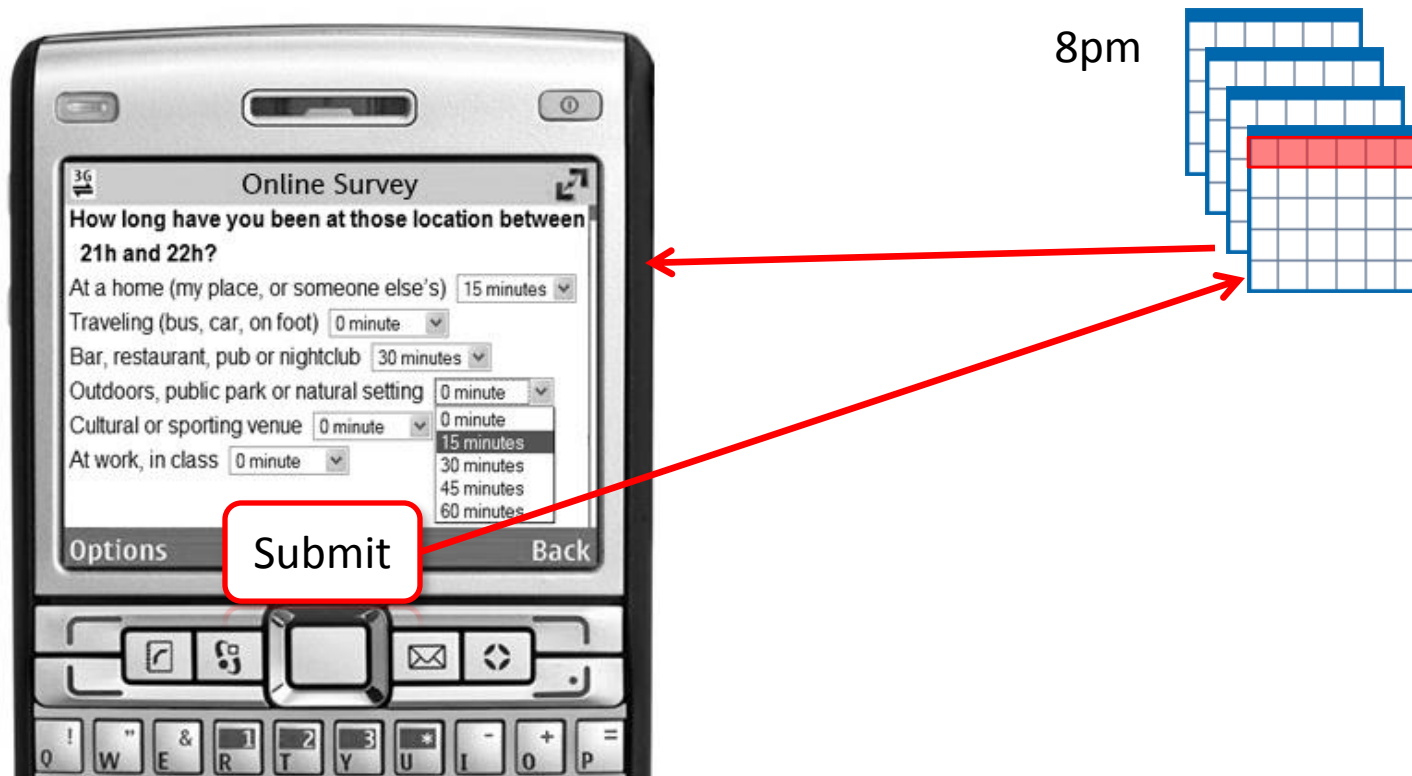 8pm
3G
Online Survey
How long have you been at those location between
21h and 22h?
At a home (my place, or someone else's) 15 minutes
Traveling (bus, car, on foot) 0 minute
Bar, restaurant, pub or nightclub 30 minutes
Outdoors, public park or natural setting 0 minute
0 minute
Cultural or sporting venue 0 minute
15 minutes
At work, in class 0 minute
30 minutes
45 minutes
60 minutes
Options Submit Back
! " & 1 2 3 * - + =
Q W E R T Y U I O P